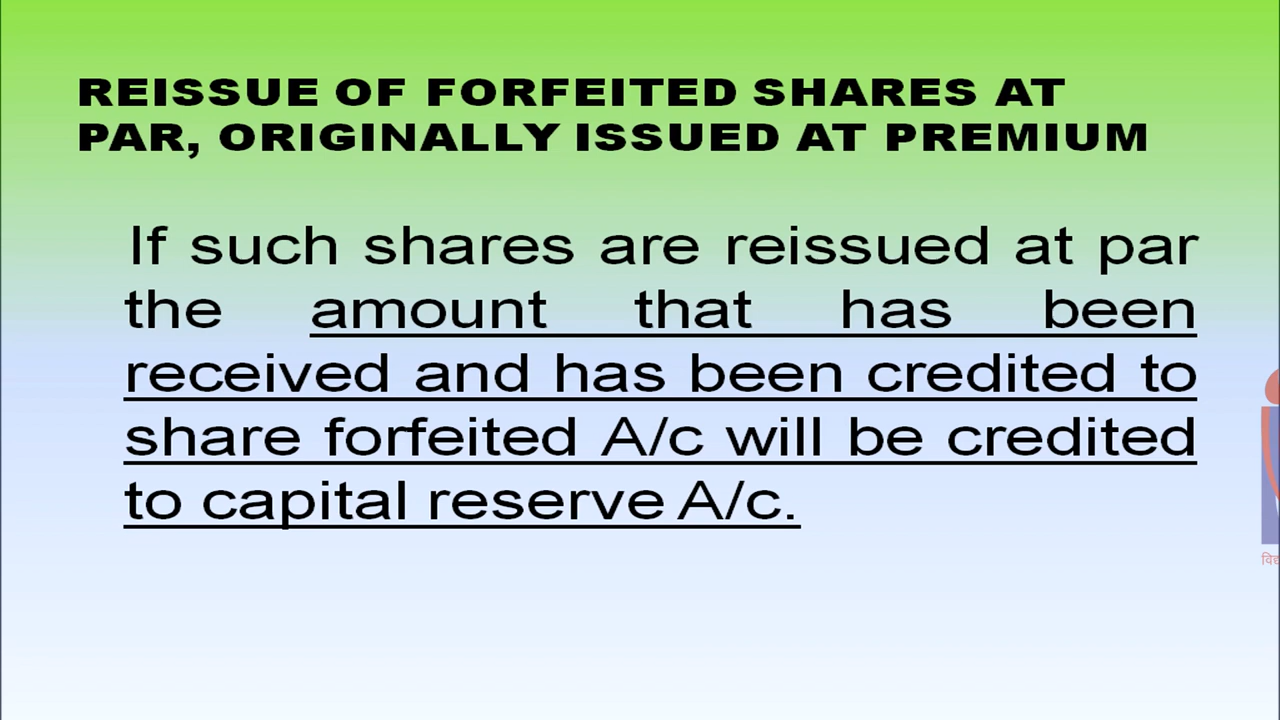 REISSUE OF FORFEITED SHARES AT
PAR, ORIGINALLY ISSUED AT PREMIUM
If such shares are reissued at par
the amount that has been
received and has been credited to
share forfeited A/c will be credited
to capital reserve A/c.